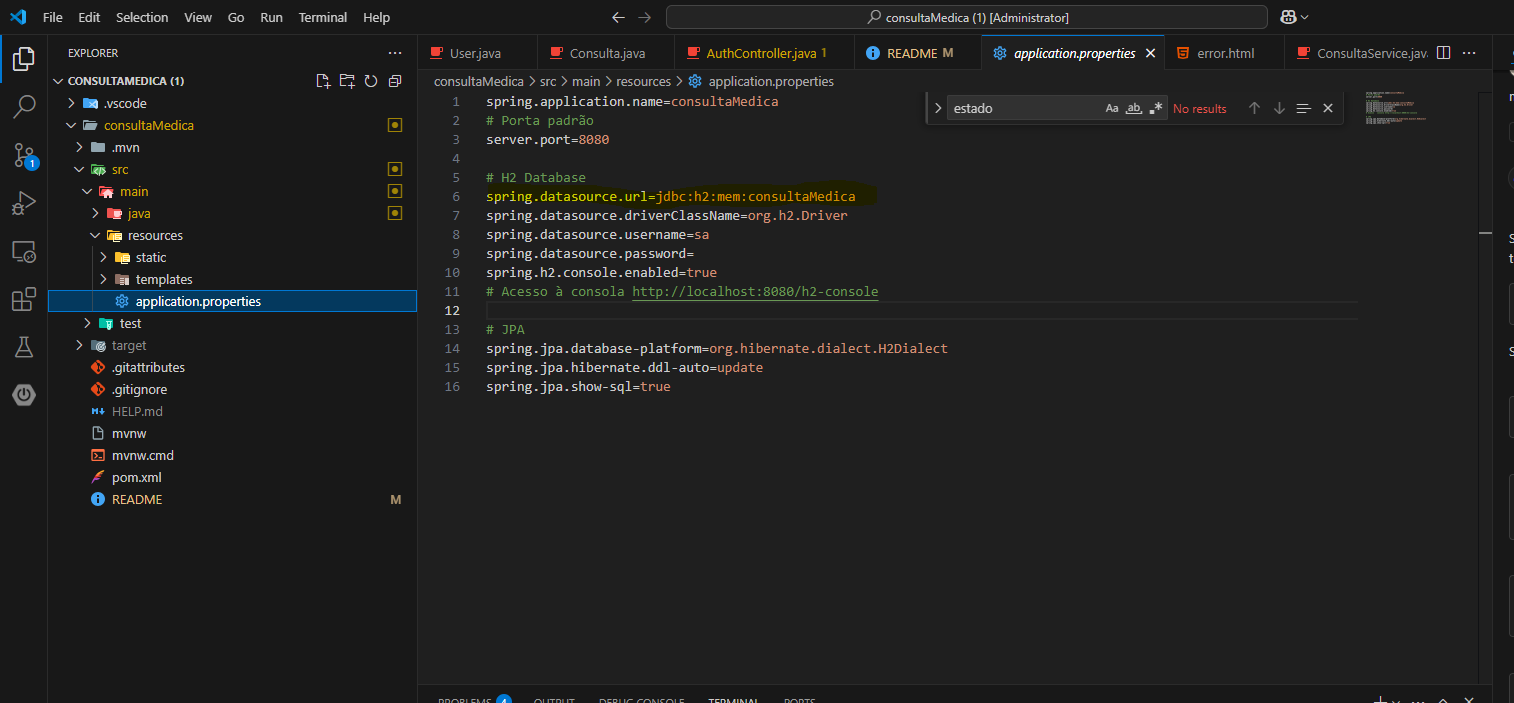 File Edit Selection View Go Run Terminal Help
consultaMedica (1) [Administrator]
EXPLORER
CONSULTAMEDICA (1)
.vscode
consultaMedica
.mvn
src
main
java
resources
static
templates
application.properties
test
target
.gitattributes
.gitignore
HELP.md
mvnw
mvnw.cmd
pom.xml
README M
1
User.java
Consulta.java
AuthController.java 1
README M
application.properties
error.html
ConsultaService.java
consultaMedica > src > main > resources > application.properties
estado
Aa ab
No results
1 spring.application.name=consultaMedica
2 # Porta padrão
3 server.port=8080
4
5 # H2 Database
6 spring.datasource.url=jdbc:h2:mem:consultaMedica
7 spring.datasource.driverClassName=org.h2.Driver
8 spring.datasource.username=sa
9 spring.datasource.password=
10 spring.h2.console.enabled=true
11 # Acesso à consola http://localhost:8080/h2-console
12
13 # JPA
14 spring.jpa.database-platform=org.hibernate.dialect.H2Dialect
15 spring.jpa.hibernate.ddl-auto=update
16 spring.jpa.show-sql=true
PROBLEMS 4 OUTPUT DEBUG CONSOLE TERMINAL PORTS